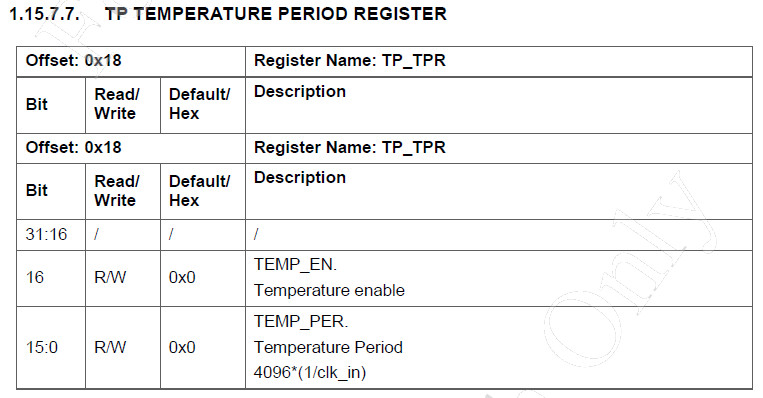 1.15.7.7. TP TEMPERATURE PERIOD REGISTER
Offset: 0x18 Register Name: TP_TPR
Bit Read/Write Default/Hex Description
Offset: 0x18 Register Name: TP_TPR
Bit Read/Write Default/Hex Description
31:16 / / /
16 R/W 0x0 TEMP_EN.
Temperature enable
15:0 R/W 0x0 TEMP_PER.
Temperature Period
4096*(1/clk_in)
Only